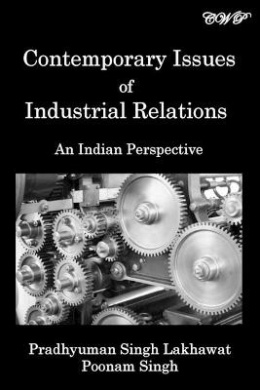 CWP
Contemporary Issues
of
Industrial Relations
An Indian Perspective
Pradhyuman Singh Lakhawat
Poonam Singh